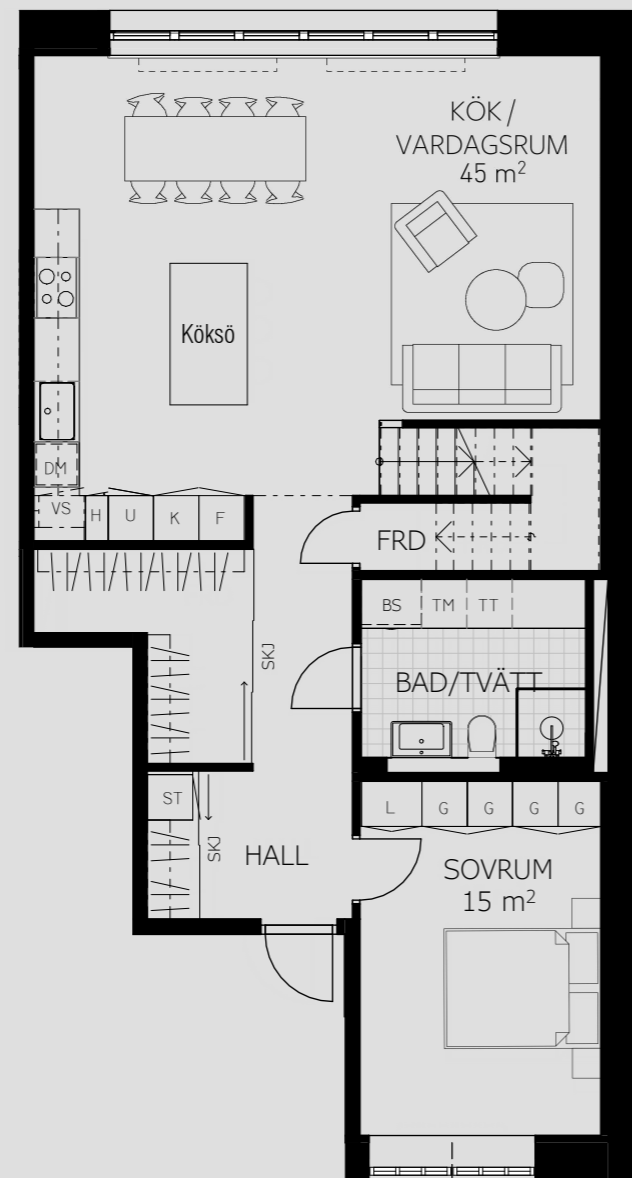 KÖK /
VARDAGSRUM
45 m²
Köksö
DM
VS H U K F
FRD
SKJ
BS TM TT
BAD/TVÄTT
ST
SKJ
HALL
L G G G G
SOVRUM
15 m²